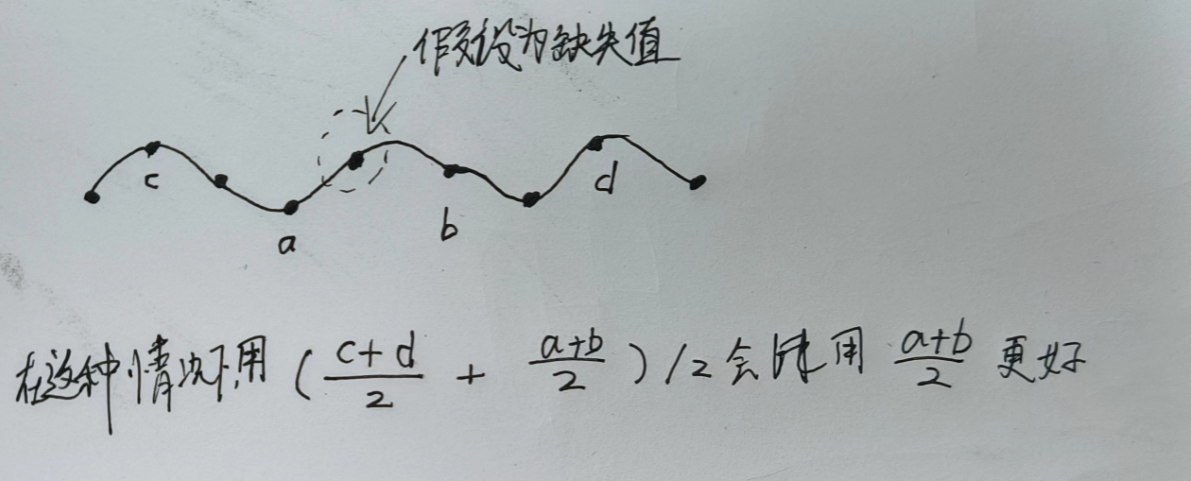 假设为缺失值
c
d
a
b
在这种情况下用 ( \frac{c+d}{2} + \frac{a+b}{2} ) /2 会比用 \frac{a+b}{2} 更好